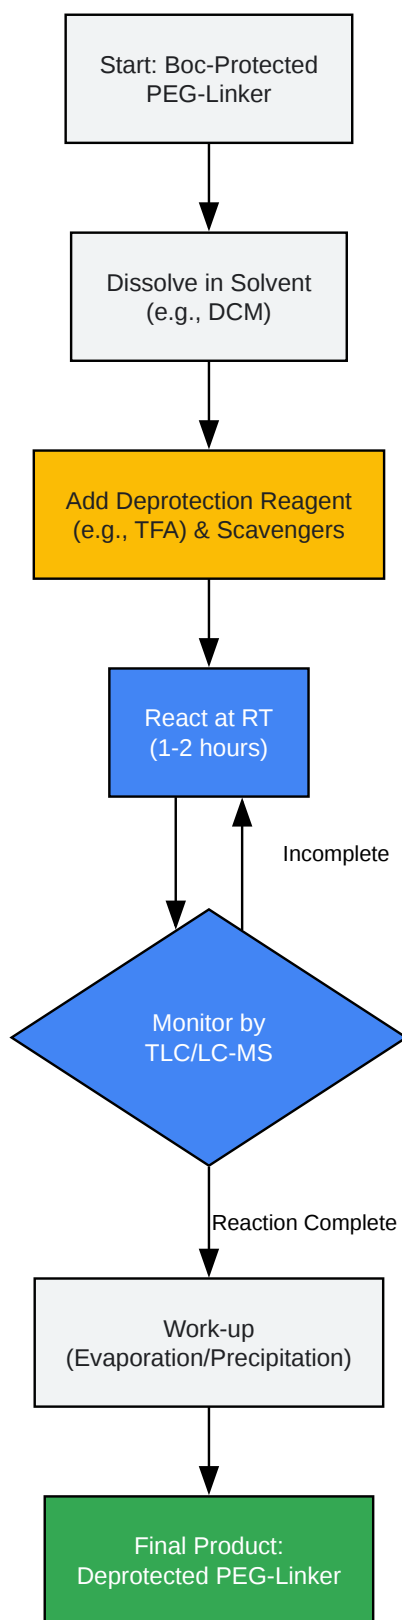 Start: Boc-Protected
PEG-Linker
Dissolve in Solvent
(e.g., DCM)
Add Deprotection Reagent
(e.g., TFA) & Scavengers
React at RT
(1-2 hours)
Incomplete
Monitor by
TLC/LC-MS
Reaction Complete
Work-up
(Evaporation/Precipitation)
Final Product:
Deprotected PEG-Linker